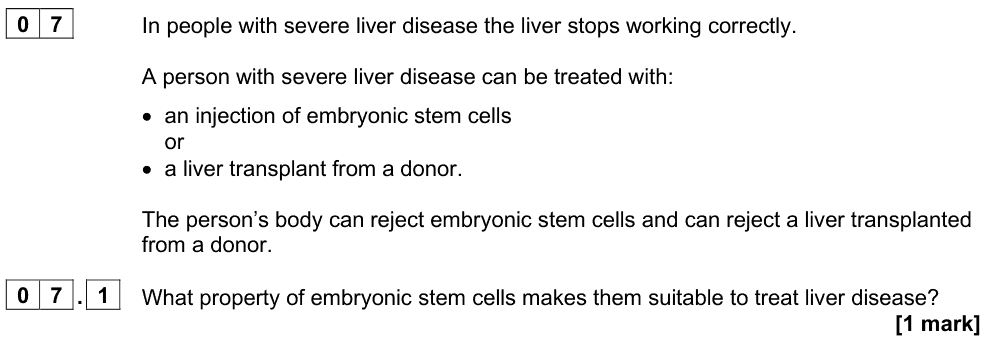 0 7 In people with severe liver disease the liver stops working correctly.
A person with severe liver disease can be treated with:
• an injection of embryonic stem cells
or
• a liver transplant from a donor.
The person’s body can reject embryonic stem cells and can reject a liver transplanted
from a donor.
0 7 . 1 What property of embryonic stem cells makes them suitable to treat liver disease?
[1 mark]